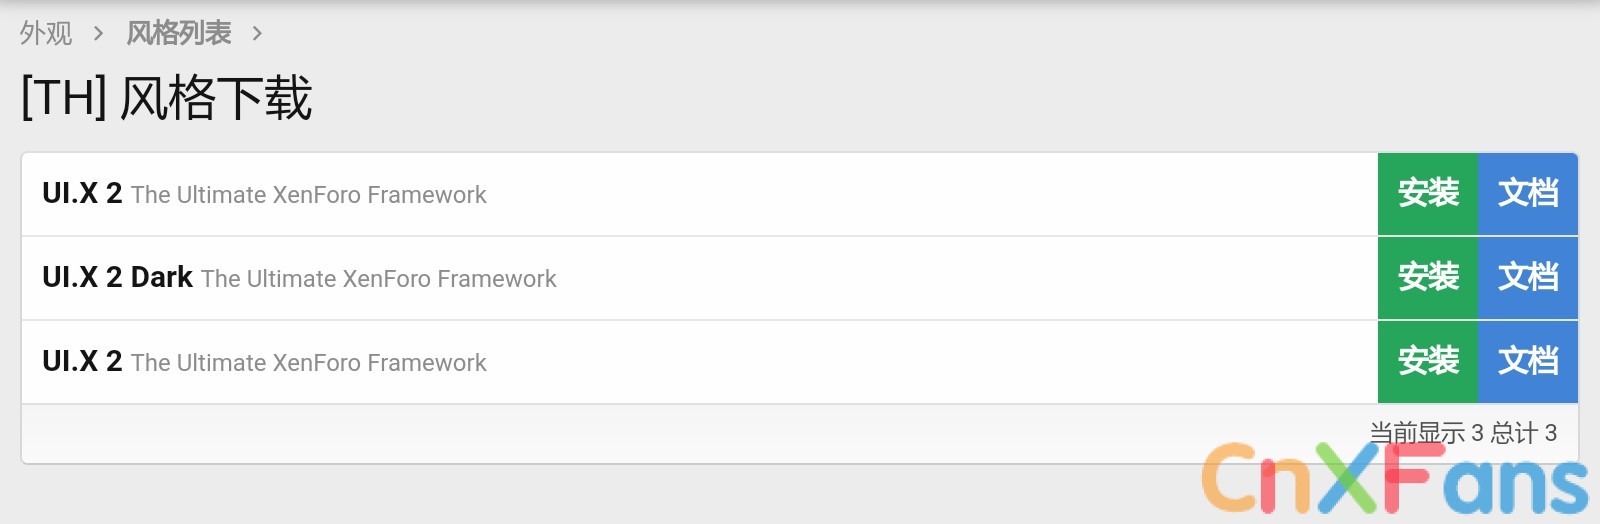 外观 > 风格列表 >
[TH] 风格下载
UI.X 2 The Ultimate XenForo Framework 安装 文档
UI.X 2 Dark The Ultimate XenForo Framework 安装 文档
UI.X 2 The Ultimate XenForo Framework 安装 文档
当前显示 3 总计 3
CnXFans